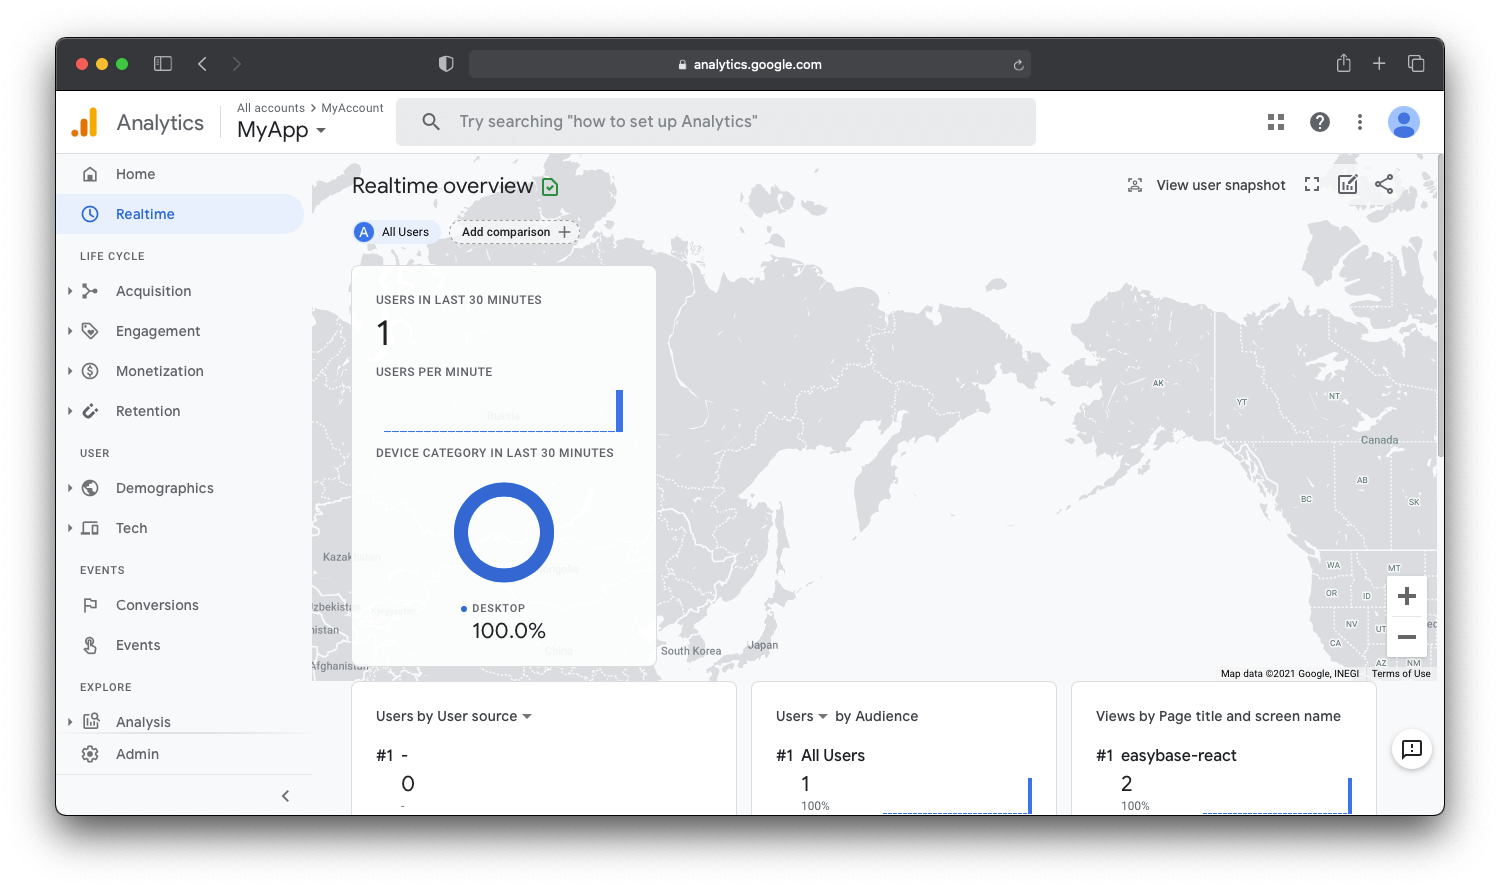 analytics.google.com
Analytics
All accounts > MyAccount
MyApp
Try searching "how to set up Analytics"
Home
Realtime
LIFE CYCLE
Acquisition
Engagement
Monetization
Retention
USER
Demographics
Tech
EVENTS
Conversions
Events
EXPLORE
Analysis
Admin
Realtime overview
View user snapshot
A All Users
Add comparison +
USERS IN LAST 30 MINUTES
1
USERS PER MINUTE
Russia
DEVICE CATEGORY IN LAST 30 MINUTES
DESKTOP
100.0%
Kazakhstan
Mongolia
Kyrgyzstan
Afghanistan
China
South Korea
Japan
AK
YT
NT
Canada
BC
AB
SK
WA
MT
OR
ID
NV
UT
CA
AZ
NM
Map data ©2021 Google, INEGI
Terms of Use
Users by User source
#1 -
0
-
Users by Audience
#1 All Users
1
100%
Views by Page title and screen name
#1 easybase-react
2
100%